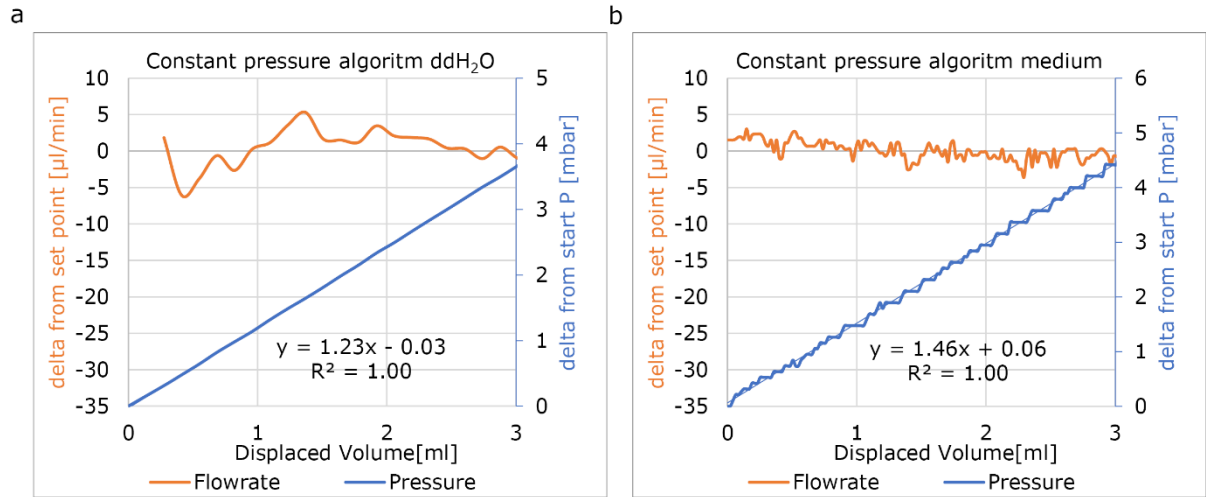 a
Constant pressure algoritm ddH₂O
delta from set point [µl/min]
10
5
0
-5
-10
-15
-20
-25
-30
-35
5
4
3
2
1
0
delta from start P [mbar]
y = 1.23x - 0.03
R² = 1.00
0 1 2 3
Displaced Volume[ml]
Flowrate Pressure
b
Constant pressure algoritm medium
delta from set point [µl/min]
10
5
0
-5
-10
-15
-20
-25
-30
-35
6
5
4
3
2
1
0
delta from start P [mbar]
y = 1.46x + 0.06
R² = 1.00
0 1 2 3
Displaced Volume[ml]
Flowrate Pressure